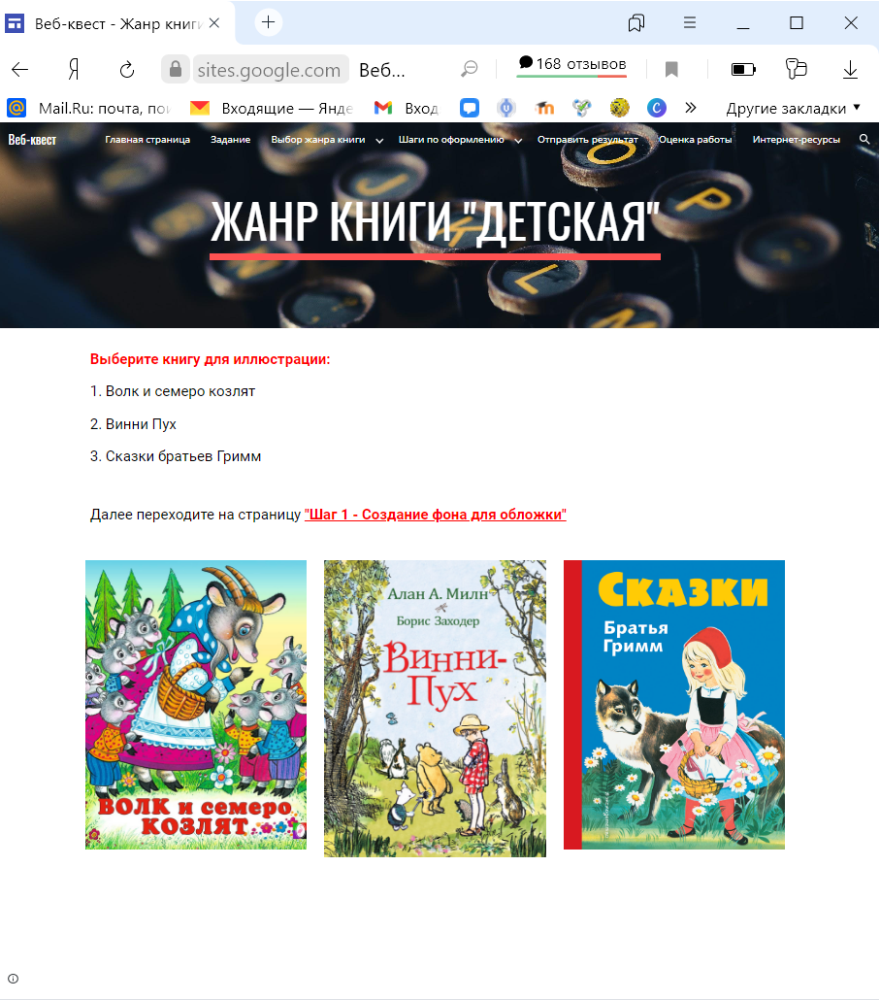 Веб-квест - Жанр книги
sites.google.com Веб... 168 отзывов
Mail.Ru: почта, Входящие — Янде Вход Другие закладки
Веб-квест Главная страница Задание Выбор жанра книги Шаги по оформлению Отправить результат Оценка работы Интернет-ресурсы
ЖАНР КНИГИ "ДЕТСКАЯ"
Выберите книгу для иллюстрации:
1. Волк и семеро козлят
2. Винни Пух
3. Сказки братьев Гримм
Далее переходите на страницу "Шаг 1 - Создание фона для обложки"
ВОЛК и семеро
КОЗЛЯТ
Алан А. Милн
Борис Заходер
Винни-
Пух
Сказки
Братья
Гримм